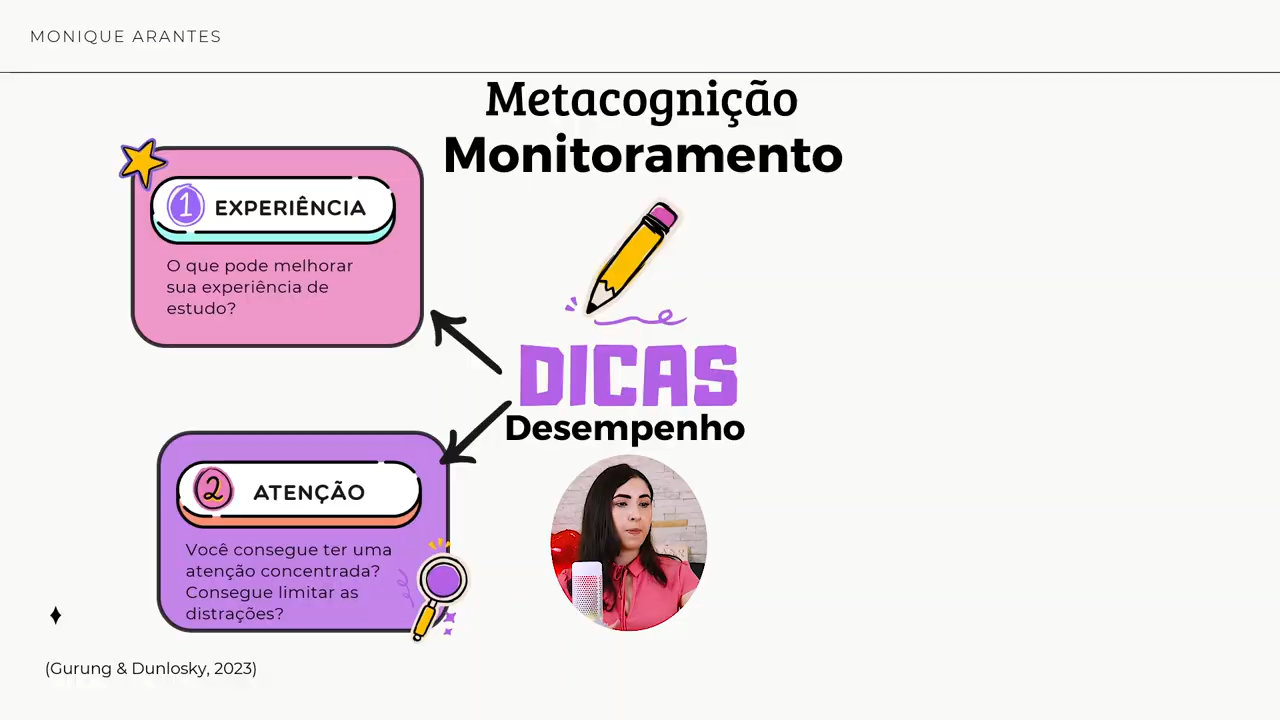 MONIQUE ARANTES
Metacognição
Monitoramento
1 EXPERIÊNCIA
O que pode melhorar
sua experiência de
estudo?
DICAS
Desempenho
2 ATENÇÃO
Você consegue ter uma
atenção concentrada?
Consegue limitar as
distrações?
(Gurung & Dunlosky, 2023)